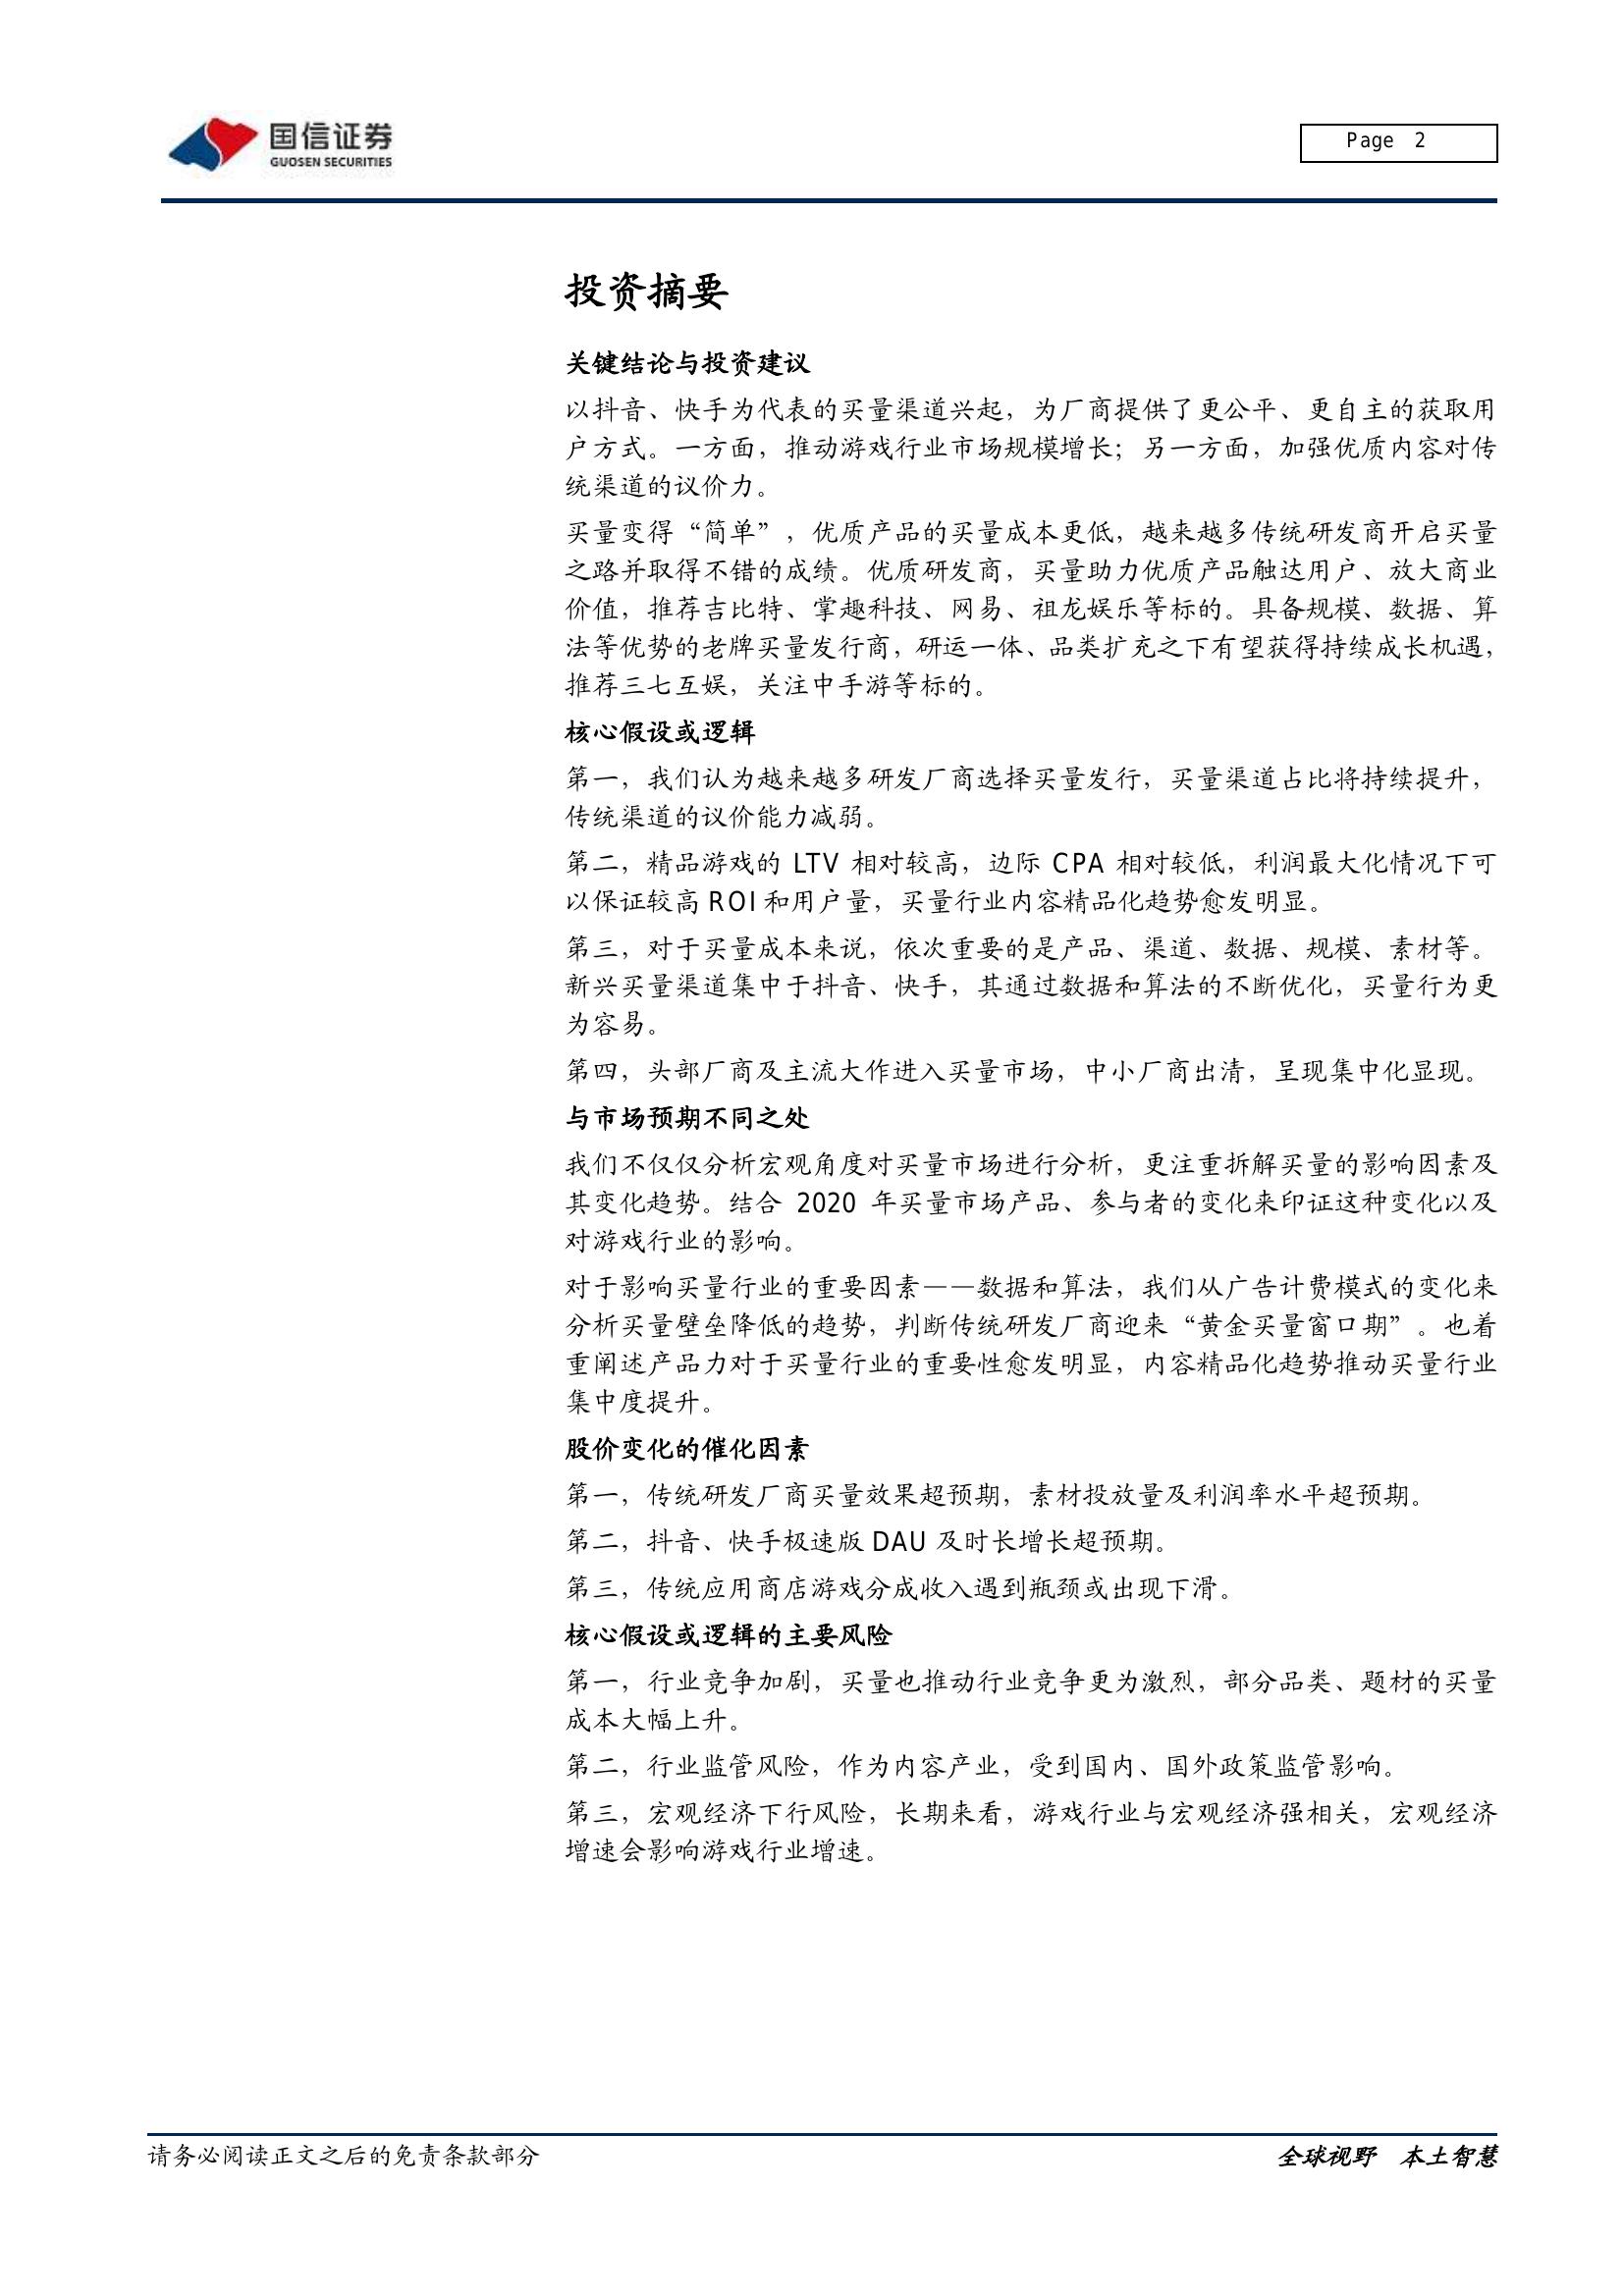 国信证券
GUOSEN SECURITIES
Page 2
投资摘要
关键结论与投资建议
以抖音、快手为代表的买量渠道兴起，为厂商提供了更公平、更自主的获取用
户方式。一方面，推动游戏行业市场规模增长；另一方面，加强优质内容对传
统渠道的议价力。
买量变得“简单”，优质产品的买量成本更低，越来越多传统研发商开启买量
之路并取得不错的成绩。优质研发商，买量助力优质产品触达用户、放大商业
价值，推荐吉比特、掌趣科技、网易、祖龙娱乐等标的。具备规模、数据、算
法等优势的老牌买量发行商，研运一体、品类扩充之下有望获得持续成长机遇，
推荐三七互娱，关注中手游等标的。
核心假设或逻辑
第一，我们认为越来越多研发厂商选择买量发行，买量渠道占比将持续提升，
传统渠道的议价能力减弱。
第二，精品游戏的 LTV 相对较高，边际 CPA 相对较低，利润最大化情况下可
以保证较高 ROI 和用户量，买量行业内容精品化趋势愈发明显。
第三，对于买量成本来说，依次重要的是产品、渠道、数据、规模、素材等。
新兴买量渠道集中于抖音、快手，其通过数据和算法的不断优化，买量行为更
为容易。
第四，头部厂商及主流大作进入买量市场，中小厂商出清，呈现集中化显现。
与市场预期不同之处
我们不仅仅分析宏观角度对买量市场进行分析，更注重拆解买量的影响因素及
其变化趋势。结合 2020 年买量市场产品、参与者的变化来印证这种变化以及
对游戏行业的影响。
对于影响买量行业的重要因素——数据和算法，我们从广告计费模式的变化来
分析买量壁垒降低的趋势，判断传统研发厂商迎来“黄金买量窗口期”。也着
重阐述产品力对于买量行业的重要性愈发明显，内容精品化趋势推动买量行业
集中度提升。
股价变化的催化因素
第一，传统研发厂商买量效果超预期，素材投放量及利润率水平超预期。
第二，抖音、快手极速版 DAU 及时长增长超预期。
第三，传统应用商店游戏分成收入遇到瓶颈或出现下滑。
核心假设或逻辑的主要风险
第一，行业竞争加剧，买量也推动行业竞争更为激烈，部分品类、题材的买量
成本大幅上升。
第二，行业监管风险，作为内容产业，受到国内、国外政策监管影响。
第三，宏观经济下行风险，长期来看，游戏行业与宏观经济强相关，宏观经济
增速会影响游戏行业增速。
请务必阅读正文之后的免责条款部分
全球视野 本土智慧